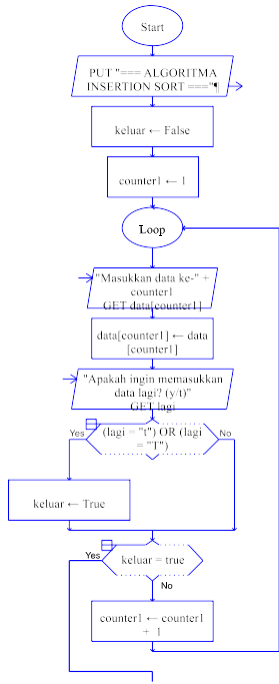 Start
PUT "=== ALGORITMA
INSERTION SORT ==="¶
keluar ← False
counter1 ← 1
Loop
"Masukkan data ke-" +
counter1
GET data[counter1]
data[counter1] ← data
[counter1]
"Apakah ingin memasukkan
data lagi? (y/t)"
GET lagi
Yes
(lagi = "t") OR (lagi
= "T")
No
keluar ← True
Yes
keluar = true
No
counter1 ← counter1
+ 1